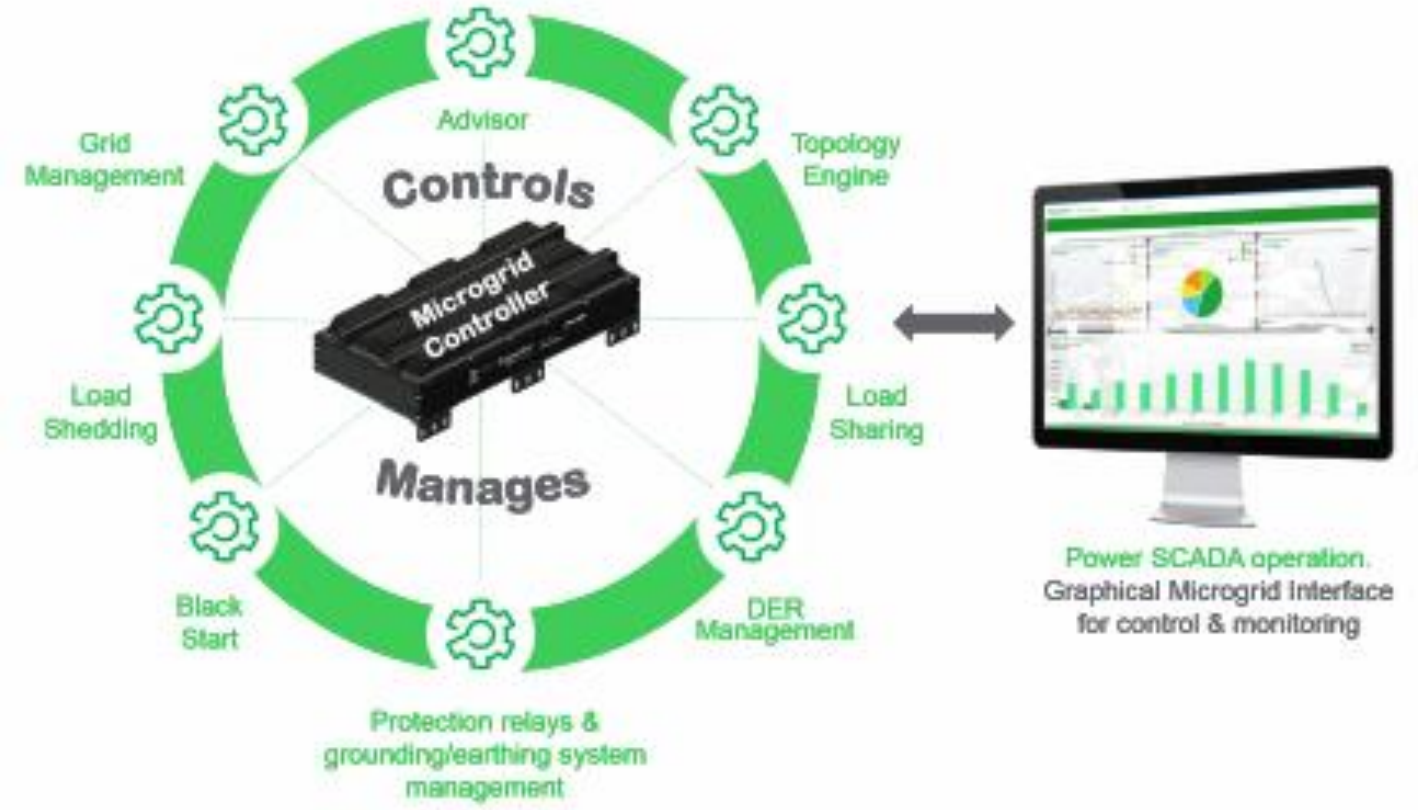 Advisor
Grid
Management
Topology
Engine
Controls
Microgrid
Controller
Load
Shedding
Load
Sharing
Manages
Black
Start
DER
Management
Protection relays &
grounding/earthing system
management
Power SCADA operation.
Graphical Microgrid Interface
for control & monitoring